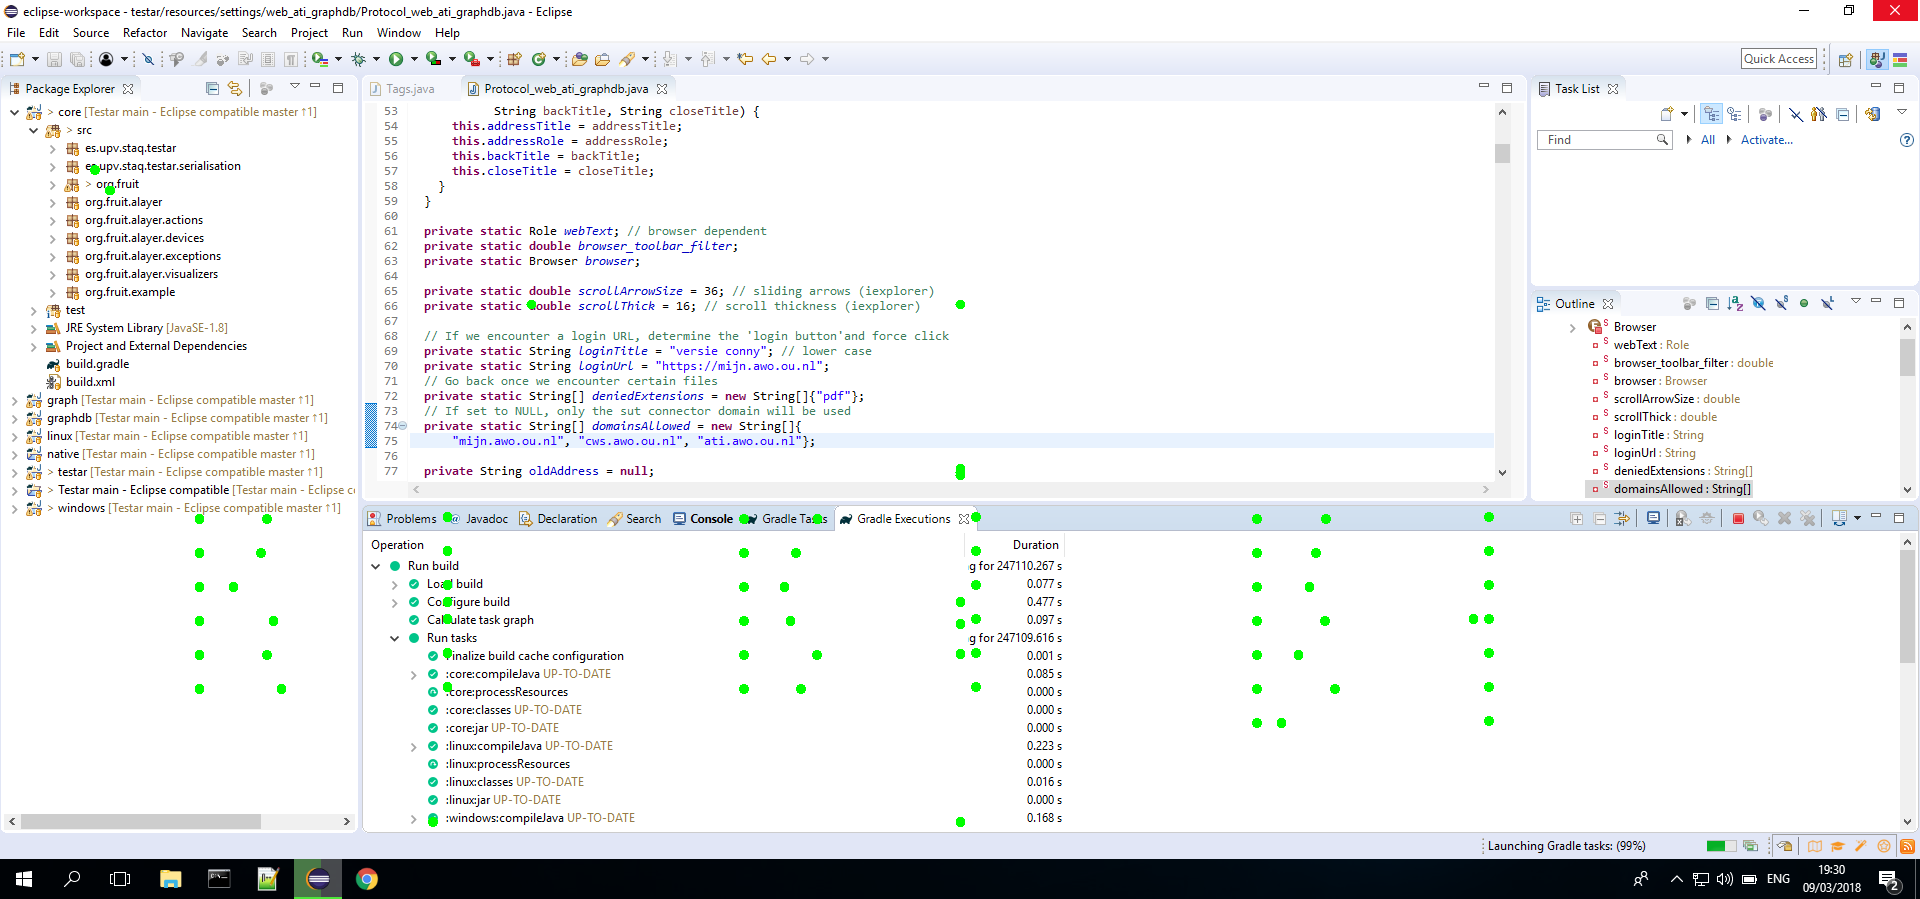 eclipse-workspace - testar/resources/settings/web_ati_graphdb/Protocol_web_ati_graphdb.java - Eclipse
File Edit Source Refactor Navigate Search Project Run Window Help
Quick Access
Package Explorer
> core [Testar main - Eclipse compatible master ↑1]
> src
es.upv.staq.testar
es.upv.staq.testar.serialisation
> org.fruit
org.fruit.alayer
org.fruit.alayer.actions
org.fruit.alayer.devices
org.fruit.alayer.exceptions
org.fruit.alayer.visualizers
org.fruit.example
test
JRE System Library [JavaSE-1.8]
Project and External Dependencies
build.gradle
build.xml
graph [Testar main - Eclipse compatible master ↑1]
graphdb [Testar main - Eclipse compatible master ↑1]
linux [Testar main - Eclipse compatible master ↑1]
native [Testar main - Eclipse compatible master ↑1]
> testar [Testar main - Eclipse compatible master ↑1]
> Testar main - Eclipse compatible [Testar main - Eclipse c
> windows [Testar main - Eclipse compatible master ↑1]
Tags.java
Protocol_web_ati_graphdb.java
53 String backTitle, String closeTitle) {
54 this.addressTitle = addressTitle;
55 this.addressRole = addressRole;
56 this.backTitle = backTitle;
57 this.closeTitle = closeTitle;
58 }
59 }
60
61 private static Role webText; // browser dependent
62 private static double browser_toolbar_filter;
63 private static Browser browser;
64
65 private static double scrollArrowSize = 36; // sliding arrows (iexplorer)
66 private static double scrollThick = 16; // scroll thickness (iexplorer)
67
68 // If we encounter a login URL, determine the 'login button'and force click
69 private static String loginTitle = "versie conny"; // lower case
70 private static String loginUrl = "https://mijn.awo.ou.nl";
71 // Go back once we encounter certain files
72 private static String[] deniedExtensions = new String[]{"pdf"};
73 // If set to NULL, only the sut connector domain will be used
74 private static String[] domainsAllowed = new String[]{
75 "mijn.awo.ou.nl", "cws.awo.ou.nl", "ati.awo.ou.nl"};
76
77 private String oldAddress = null;
Task List
Find
All
Activate...
Outline
Browser
webText : Role
browser_toolbar_filter : double
browser : Browser
scrollArrowSize : double
scrollThick : double
loginTitle : String
loginUrl : String
deniedExtensions : String[]
domainsAllowed : String[]
Problems @ Javadoc Declaration Search Console Gradle Tasks Gradle Executions
Operation Duration
Run build g for 247110.267 s
Load build 0.077 s
Configure build 0.477 s
Calculate task graph 0.097 s
Run tasks g for 247109.616 s
Finalize build cache configuration 0.001 s
:core:compileJava UP-TO-DATE 0.085 s
:core:processResources 0.000 s
:core:classes UP-TO-DATE 0.000 s
:core:jar UP-TO-DATE 0.000 s
:linux:compileJava UP-TO-DATE 0.223 s
:linux:processResources 0.000 s
:linux:classes UP-TO-DATE 0.016 s
:linux:jar UP-TO-DATE 0.000 s
:windows:compileJava UP-TO-DATE 0.168 s
Launching Gradle tasks: (99%)
ENG
19:30
09/03/2018
2